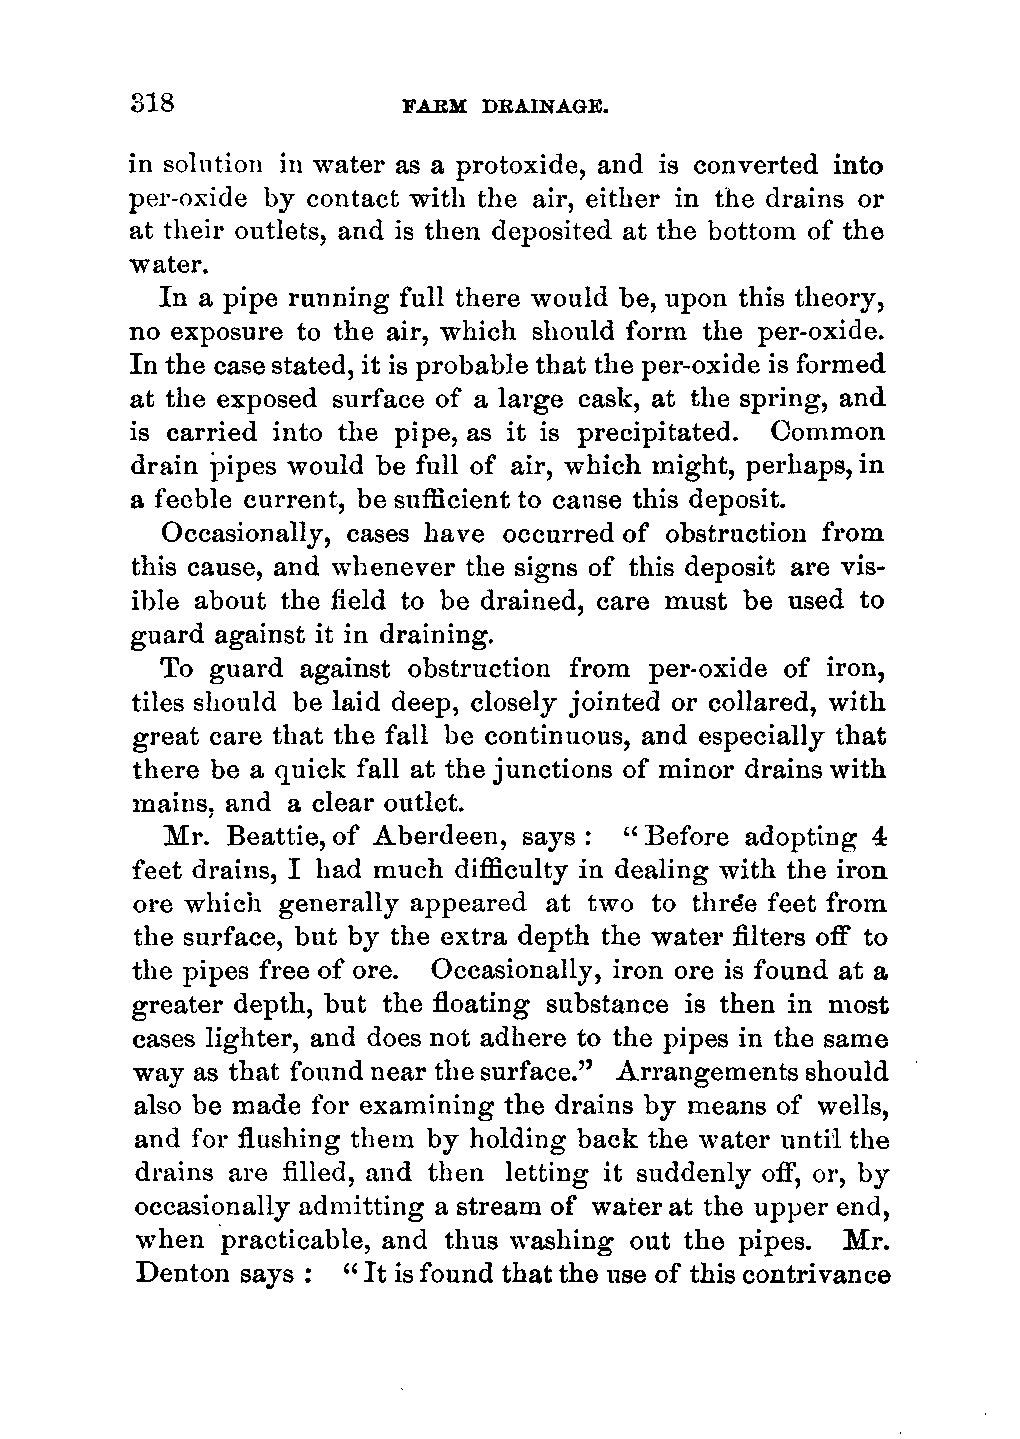 318 FARM DRAINAGE.
in solution in water as a protoxide, and is converted into
per-oxide by contact with the air, either in the drains or
at their outlets, and is then deposited at the bottom of the
water.
In a pipe running full there would be, upon this theory,
no exposure to the air, which should form the per-oxide.
In the case stated, it is probable that the per-oxide is formed
at the exposed surface of a large cask, at the spring, and
is carried into the pipe, as it is precipitated. Common
drain pipes would be full of air, which might, perhaps, in
a feeble current, be sufficient to cause this deposit.
Occasionally, cases have occurred of obstruction from
this cause, and whenever the signs of this deposit are vis-
ible about the field to be drained, care must be used to
guard against it in draining.
To guard against obstruction from per-oxide of iron,
tiles should be laid deep, closely jointed or collared, with
great care that the fall be continuous, and especially that
there be a quick fall at the junctions of minor drains with
mains, and a clear outlet.
Mr. Beattie, of Aberdeen, says : “ Before adopting 4
feet drains, I had much difficulty in dealing with the iron
ore which generally appeared at two to three feet from
the surface, but by the extra depth the water filters off to
the pipes free of ore. Occasionally, iron ore is found at a
greater depth, but the floating substance is then in most
cases lighter, and does not adhere to the pipes in the same
way as that found near the surface.” Arrangements should
also be made for examining the drains by means of wells,
and for flushing them by holding back the water until the
drains are filled, and then letting it suddenly off, or, by
occasionally admitting a stream of water at the upper end,
when practicable, and thus washing out the pipes. Mr.
Denton says : “ It is found that the use of this contrivance